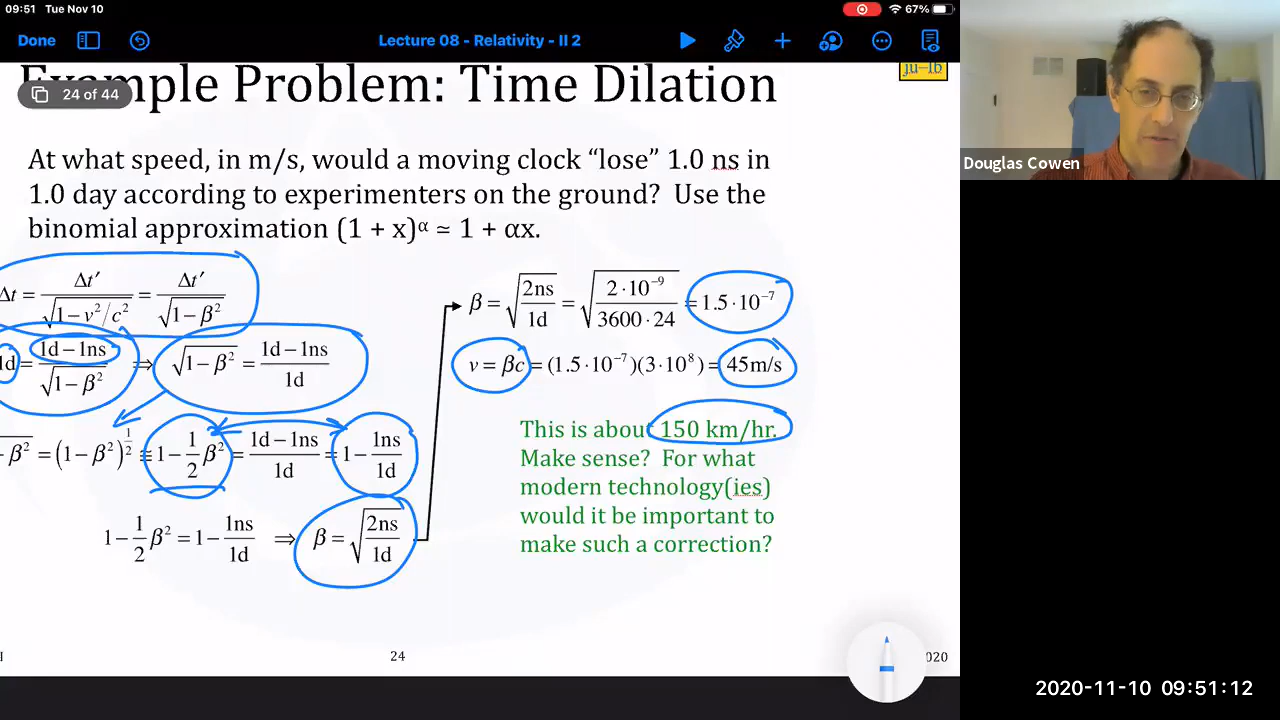 09:51 Tue Nov 10
67%
Done
Lecture 08 - Relativity - II 2
Example Problem: Time Dilation
24 of 44
ju–lb
Douglas Cowen
At what speed, in m/s, would a moving clock “lose” 1.0 ns in
1.0 day according to experimenters on the ground? Use the
binomial approximation (1 + x)^α ≃ 1 + αx.
Δt = Δt′ / √(1 − v²/c²) = Δt′ / √(1 − β²)
1d = (1d − 1ns) / √(1 − β²) ⇒ √(1 − β²) = (1d − 1ns) / 1d
− β² = (1 − β²)^(1/2) ≅ 1 − (1/2)β² = (1d − 1ns) / 1d = 1 − 1ns/1d
1 − (1/2)β² = 1 − 1ns/1d ⇒ β = √(2ns/1d)
β = √(2ns/1d) = √(2·10⁻⁹ / 3600·24) = 1.5·10⁻⁷
v = βc = (1.5·10⁻⁷)(3·10⁸) = 45m/s
This is about 150 km/hr.
Make sense? For what
modern technology(ies)
would it be important to
make such a correction?
24
020
2020-11-10 09:51:12